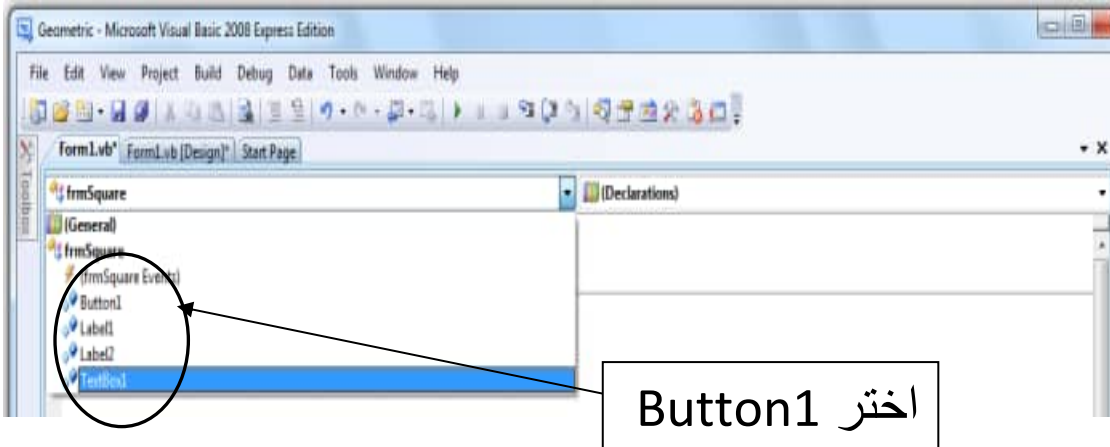 Geometric - Microsoft Visual Basic 2008 Express Edition
File Edit View Project Build Debug Data Tools Window Help
Form1.vb* Form1.vb [Design]* Start Page
Toolbox
frmSquare (Declarations)
(General)
frmSquare
(frmSquare Events)
Button1
Label1
Label2
TextBox1
اختر Button1